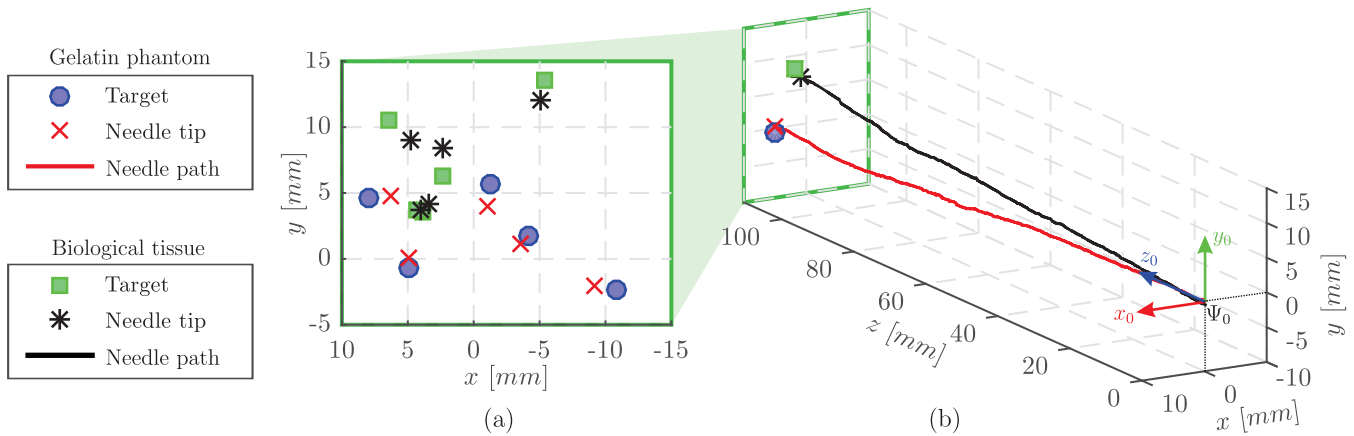 Gelatin phantom
Target
Needle tip
Needle path
Biological tissue
Target
Needle tip
Needle path
15
10
5
0
-5
y [mm]
10 5 0 -5 -10 -15
x [mm]
(a)
100
80
60
40
20
0
z [mm]
10
0
-10
x [mm]
15
10
5
0
-5
y [mm]
y₀
z₀
x₀
Ψ₀
(b)